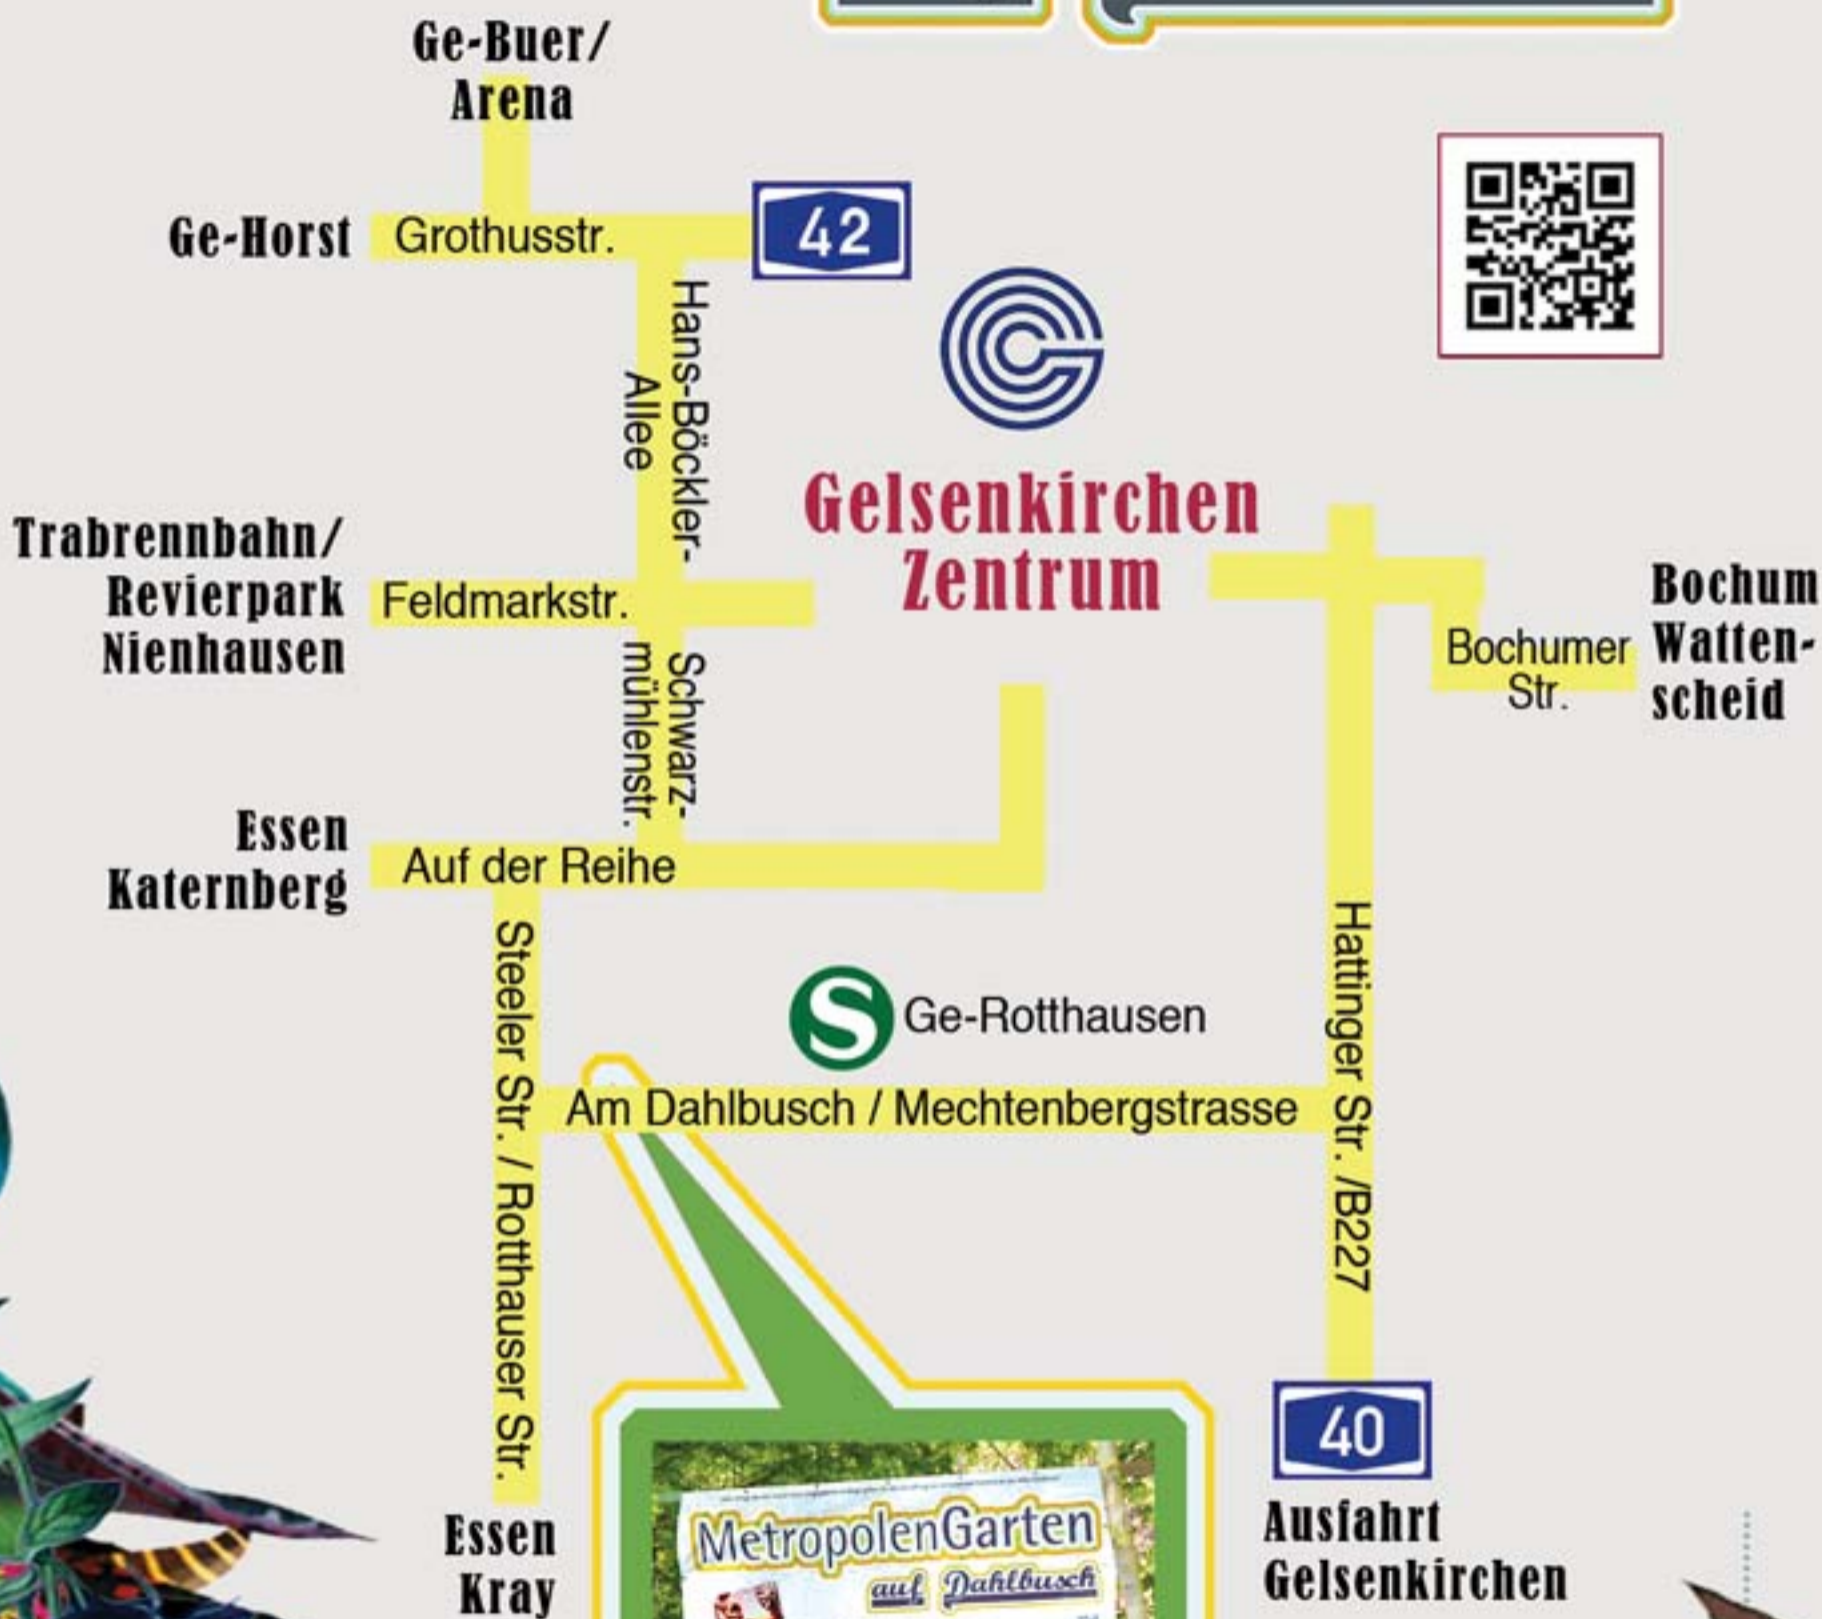 Ge-Buer/
Arena
Ge-Horst
Grothusstr.
42
Hans-Böckler-
Allee
Gelsenkirchen
Zentrum
Trabrennbahn/
Revierpark
Nienhausen
Feldmarkstr.
Bochumer
Str.
Bochum
Watten-
scheid
Schwarz-
mühlenstr.
Essen
Katernberg
Auf der Reihe
S Ge-Rotthausen
Am Dahlbusch / Mechtenbergstrasse
Steeler Str. / Rotthauser Str.
Hattinger Str. /B227
40
Ausfahrt
Gelsenkirchen
Essen
Kray
MetropolenGarten
auf Dahlbusch